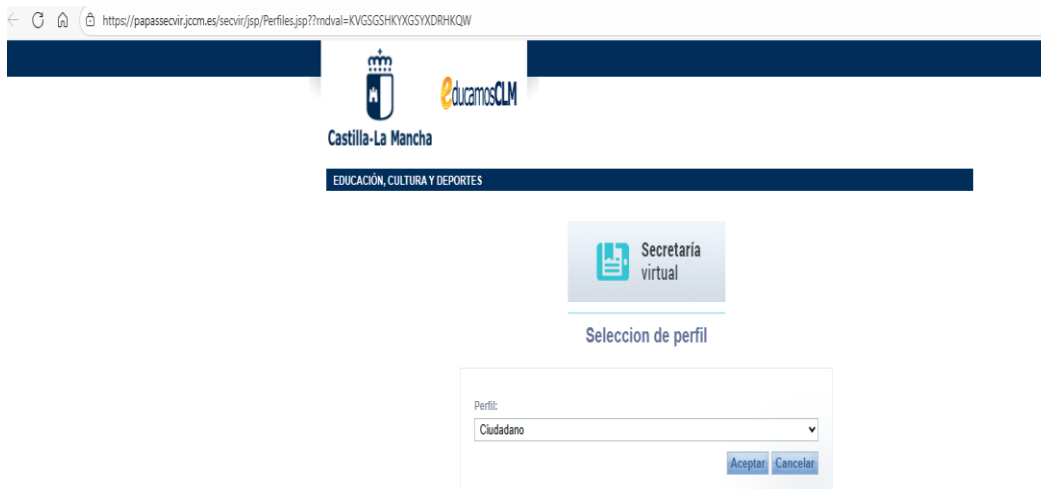 https://papassecvir.jccm.es/secvir/jsp/Perfiles.jsp??rndval=KVGSGSHKYXGSYXDRHKQW
educamosCLM
Castilla-La Mancha
EDUCACIÓN, CULTURA Y DEPORTES
Secretaría
virtual
Seleccion de perfil
Perfil:
Ciudadano
Aceptar Cancelar